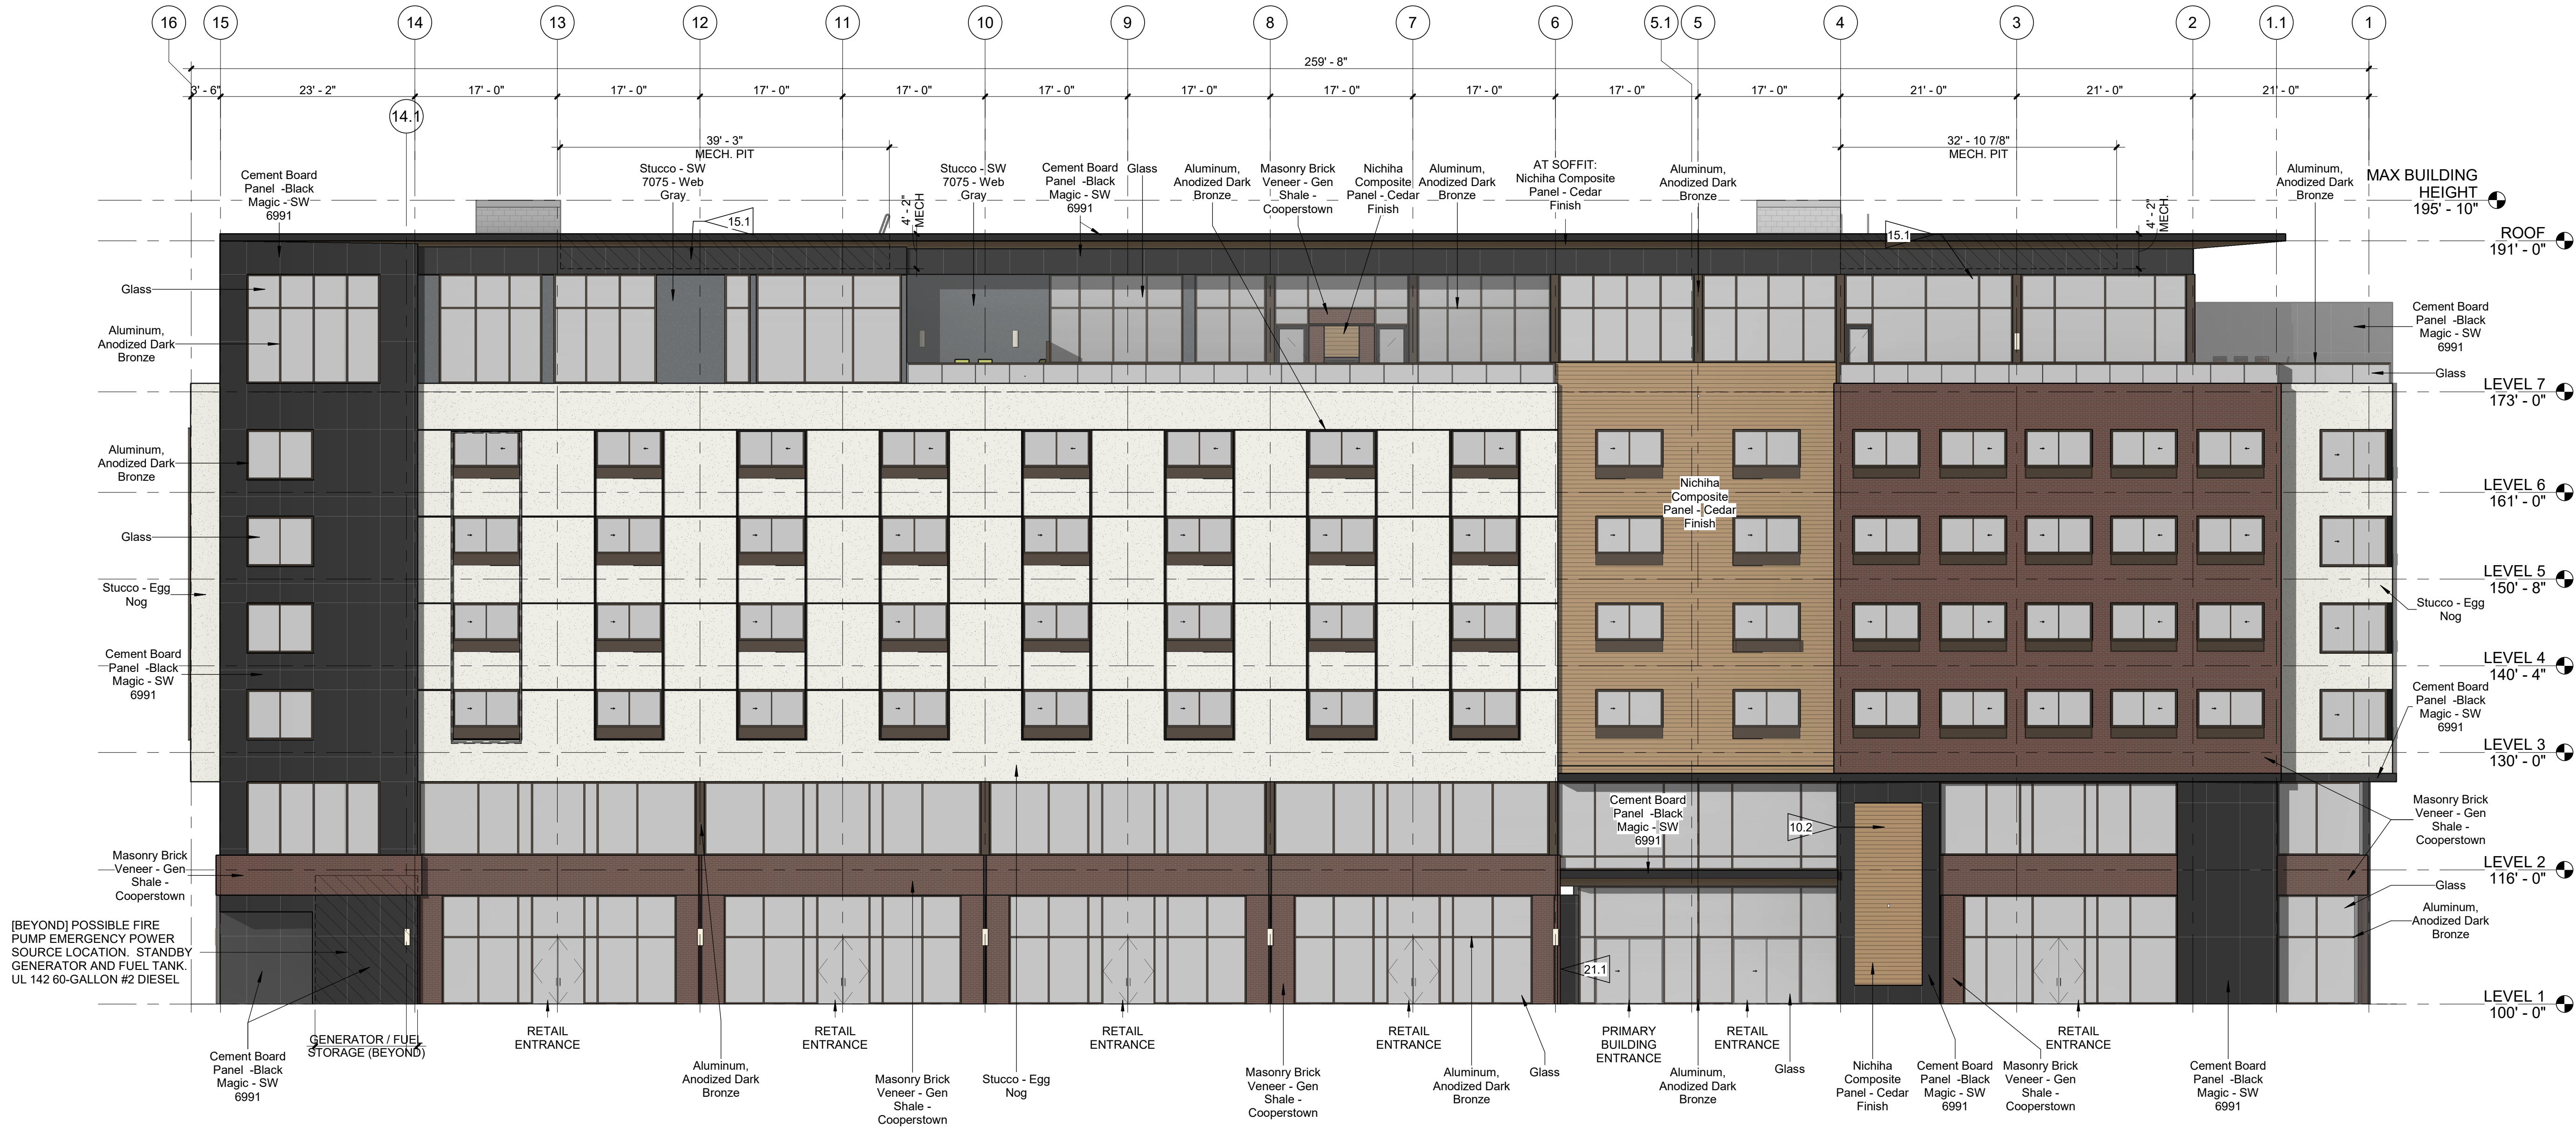 16
15
14
13
12
11
10
9
8
7
6
5.1
5
4
3
2
1.1
1
259' - 8"
3' - 6"
23' - 2"
17' - 0"
17' - 0"
17' - 0"
17' - 0"
17' - 0"
17' - 0"
17' - 0"
17' - 0"
17' - 0"
17' - 0"
21' - 0"
21' - 0"
21' - 0"
14.1
39' - 3"
MECH. PIT
32' - 10 7/8"
MECH. PIT
Cement Board
Panel -Black
Magic - SW
6991
Stucco - SW
7075 - Web
Gray
15.1
4' - 2"
MECH
Stucco - SW
7075 - Web
Gray
Cement Board
Panel -Black
Magic - SW
6991
Glass
Aluminum,
Anodized Dark
Bronze
Masonry Brick
Veneer - Gen
Shale -
Cooperstown
Nichiha
Composite
Panel - Cedar
Finish
Aluminum,
Anodized Dark
Bronze
AT SOFFIT:
Nichiha Composite
Panel - Cedar
Finish
Aluminum,
Anodized Dark
Bronze
15.1
4' - 2"
MECH.
Aluminum,
Anodized Dark
Bronze
MAX BUILDING
HEIGHT
195' - 10"
ROOF
191' - 0"
Glass
Aluminum,
Anodized Dark
Bronze
Cement Board
Panel -Black
Magic - SW
6991
Glass
LEVEL 7
173' - 0"
Aluminum,
Anodized Dark
Bronze
Nichiha
Composite
Panel - Cedar
Finish
LEVEL 6
161' - 0"
Glass
Stucco - Egg
Nog
LEVEL 5
150' - 8"
Stucco - Egg
Nog
Cement Board
Panel -Black
Magic - SW
6991
LEVEL 4
140' - 4"
Cement Board
Panel -Black
Magic - SW
6991
LEVEL 3
130' - 0"
Cement Board
Panel -Black
Magic - SW
6991
10.2
Masonry Brick
Veneer - Gen
Shale -
Cooperstown
Masonry Brick
Veneer - Gen
Shale -
Cooperstown
LEVEL 2
116' - 0"
Glass
Aluminum,
Anodized Dark
Bronze
[BEYOND] POSSIBLE FIRE
PUMP EMERGENCY POWER
SOURCE LOCATION. STANDBY
GENERATOR AND FUEL TANK.
UL 142 60-GALLON #2 DIESEL
21.1
LEVEL 1
100' - 0"
GENERATOR / FUEL
STORAGE (BEYOND)
RETAIL
ENTRANCE
RETAIL
ENTRANCE
RETAIL
ENTRANCE
RETAIL
ENTRANCE
PRIMARY
BUILDING
ENTRANCE
RETAIL
ENTRANCE
RETAIL
ENTRANCE
Cement Board
Panel -Black
Magic - SW
6991
Aluminum,
Anodized Dark
Bronze
Masonry Brick
Veneer - Gen
Shale -
Cooperstown
Stucco - Egg
Nog
Masonry Brick
Veneer - Gen
Shale -
Cooperstown
Aluminum,
Anodized Dark
Bronze
Glass
Aluminum,
Anodized Dark
Bronze
Glass
Nichiha
Composite
Panel - Cedar
Finish
Cement Board
Panel -Black
Magic - SW
6991
Masonry Brick
Veneer - Gen
Shale -
Cooperstown
Cement Board
Panel -Black
Magic - SW
6991